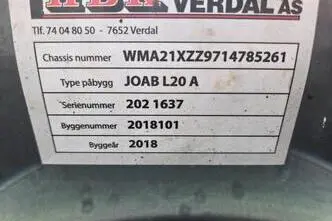 VERDAL AS
Tlf. 74 04 80 50 - 7652 Verdal
Chassis nummer WMA21XZZ9714785261
Type påbygg JOAB L20 A
Serienummer 202 1637
Byggenummer 2018101
Byggeår 2018